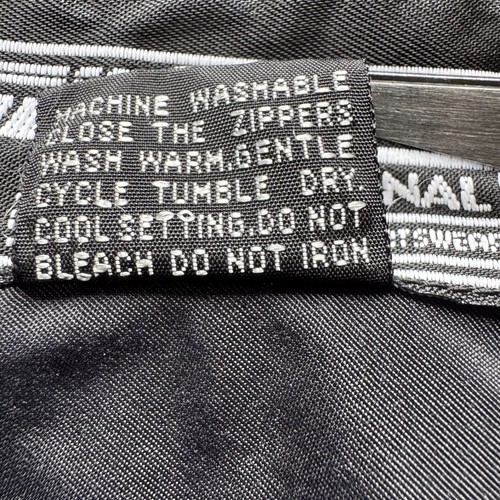 MACHINE WASHABLE
CLOSE THE ZIPPERS
WASH WARM.GENTLE
CYCLE TUMBLE DRY.
COOL SETTING.DO NOT
BLEACH DO NOT IRON